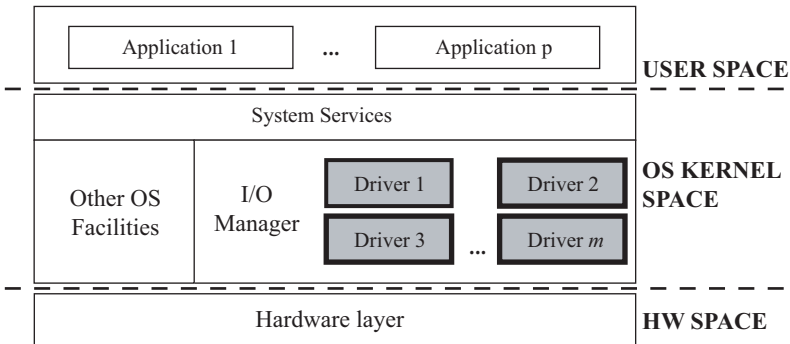 Application 1 ... Application p
USER SPACE
System Services
Other OS
Facilities
I/O
Manager
Driver 1 Driver 2
Driver 3 ... Driver m
OS KERNEL
SPACE
Hardware layer
HW SPACE